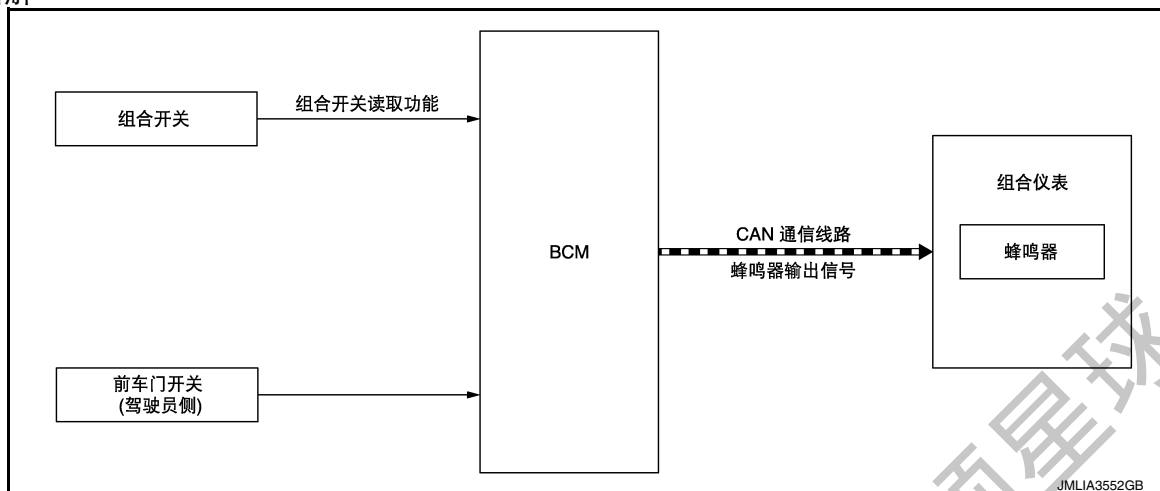 组合开关
组合开关读取功能
前车门开关
(驾驶员侧)
BCM
CAN 通信线路
蜂鸣器输出信号
组合仪表
蜂鸣器
JMLIA3552GB